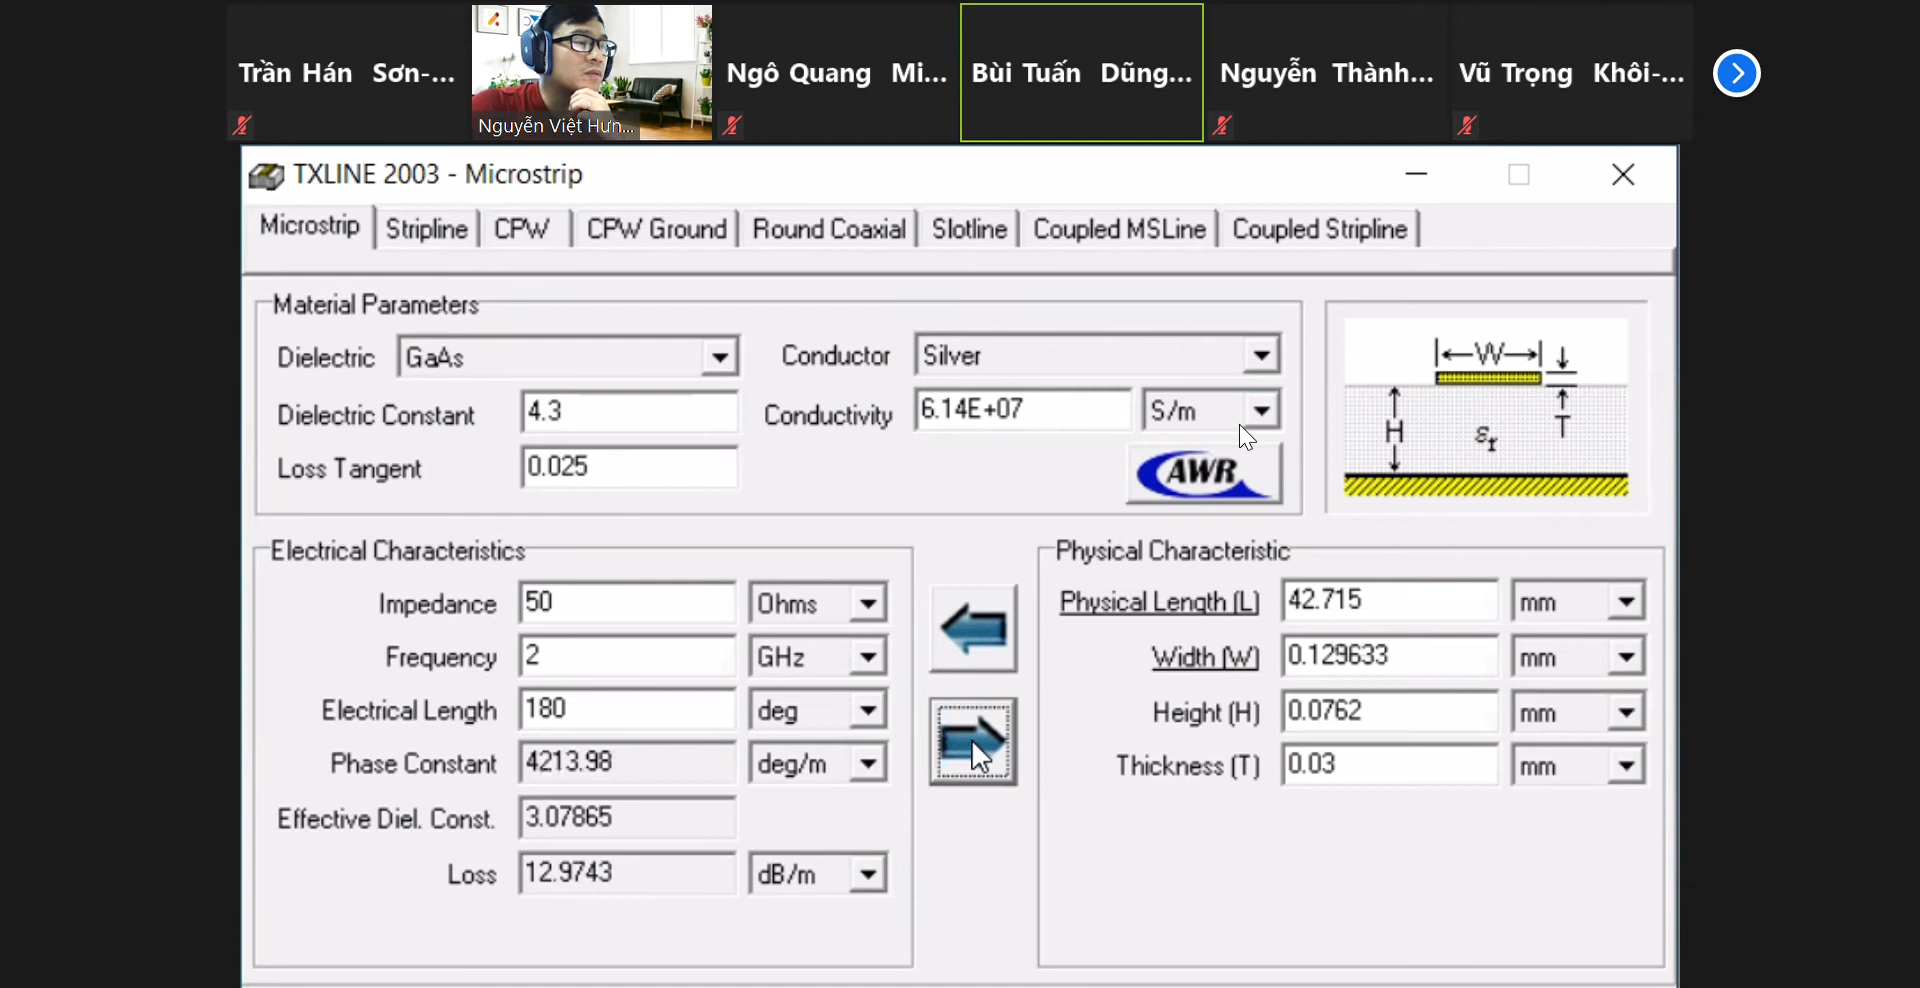 Trần Hán Sơn-...
Nguyễn Việt Hưn...
Ngô Quang Mi...
Bùi Tuấn Dũng...
Nguyễn Thành...
Vũ Trọng Khôi-...
TXLINE 2003 - Microstrip
Microstrip Stripline CPW CPW Ground Round Coaxial Slotline Coupled MSLine Coupled Stripline
Material Parameters
Dielectric GaAs Conductor Silver
Dielectric Constant 4.3 Conductivity 6.14E+07 S/m
Loss Tangent 0.025
AWR
W
H εr T
Electrical Characteristics
Impedance 50 Ohms
Frequency 2 GHz
Electrical Length 180 deg
Phase Constant 4213.98 deg/m
Effective Diel. Const. 3.07865
Loss 12.9743 dB/m
Physical Characteristic
Physical Length (L) 42.715 mm
Width (W) 0.129633 mm
Height (H) 0.0762 mm
Thickness (T) 0.03 mm